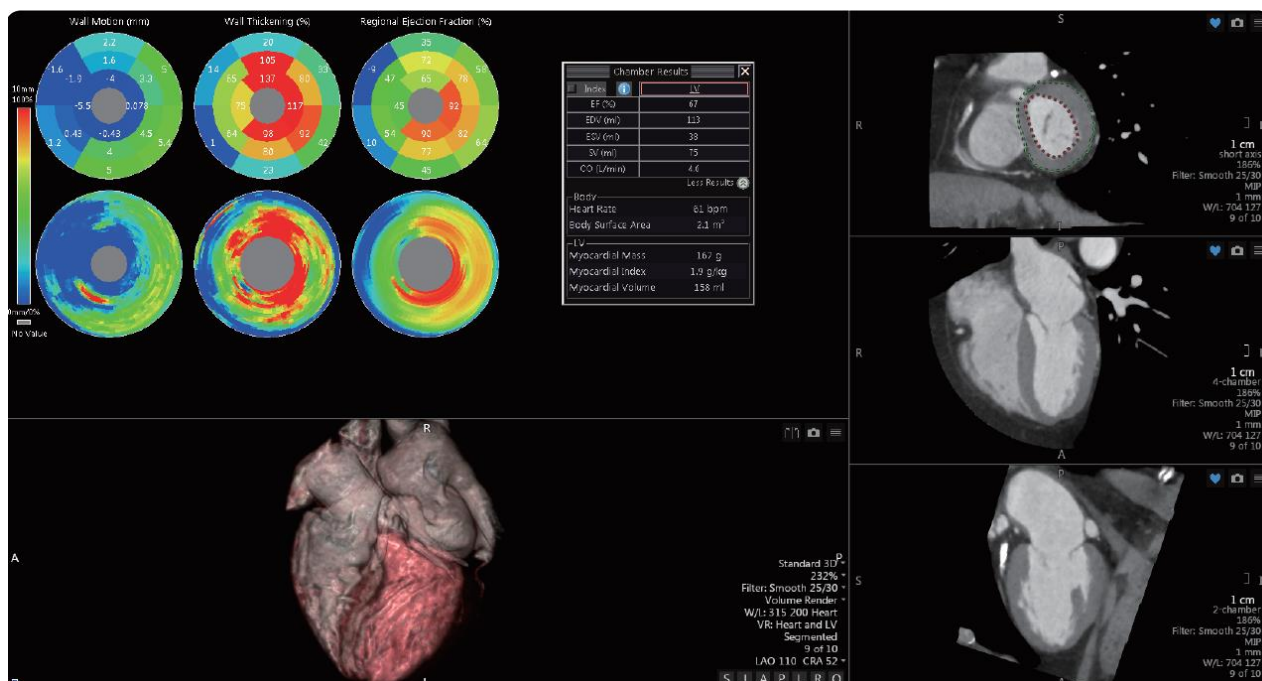 Wall Motion (mm)
Wall Thickening (%)
Regional Ejection Fraction (%)
10mm
100%
0mm/0%
No Value
2.2
1.6
-4
-1.6
-1.9
5
3.3
-5.5
0.078
-1.2
0.43
-0.43
4.5
5.4
4
5
20
105
137
14
85
33
80
75
117
1
64
98
92
42
80
23
35
72
65
-9
47
58
78
45
92
10
54
90
82
64
77
45
Chamber Results
Index
LV
EF (%)
67
EDV (ml)
113
ESV (ml)
38
SV (ml)
75
CO (L/min)
4.6
Less Results
Body
Heart Rate
61 bpm
Body Surface Area
2.1 m²
LV
Myocardial Mass
167 g
Myocardial Index
1.9 g/kg
Myocardial Volume
158 ml
S
R
1 cm
short axis
186%
Filter: Smooth 25/30
MIP
1 mm
W/L: 704 127
9 of 10
P
R
1 cm
4-chamber
186%
Filter: Smooth 25/30
MIP
1 mm
W/L: 704 127
9 of 10
A
P
S
1 cm
2-chamber
186%
Filter: Smooth 25/30
MIP
1 mm
W/L: 704 127
9 of 10
R
A
P
Standard 3D
232%
Filter: Smooth 25/30
Volume Render
W/L: 315 200 Heart
VR: Heart and LV
Segmented
9 of 10
LAO 110 CRA 52
S I A P L R O